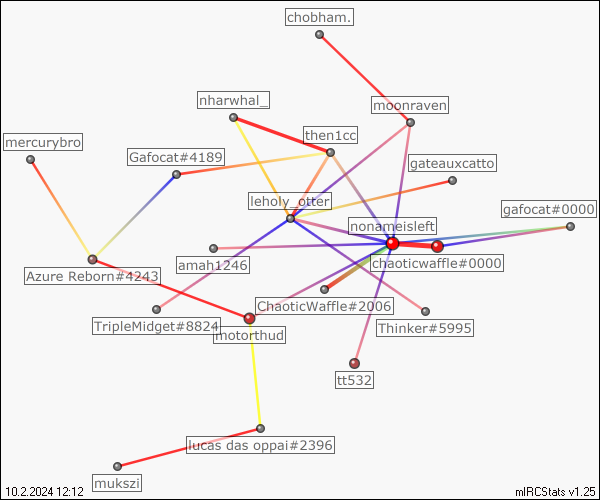 chobham.
nharwhal_
moonraven
then1cc
mercurybro
Gafocat#4189
gateauxcatto
leholy_otter
gafocat#0000
nonameisleft
amah1246
chaoticwaffle#0000
Azure Reborn#4243
ChaoticWaffle#2006
TripleMidget#8824
Thinker#5995
motorthud
tt532
lucas das oppai#2396
mukszi
10.2.2024 12:12
mIRCStats v1.25